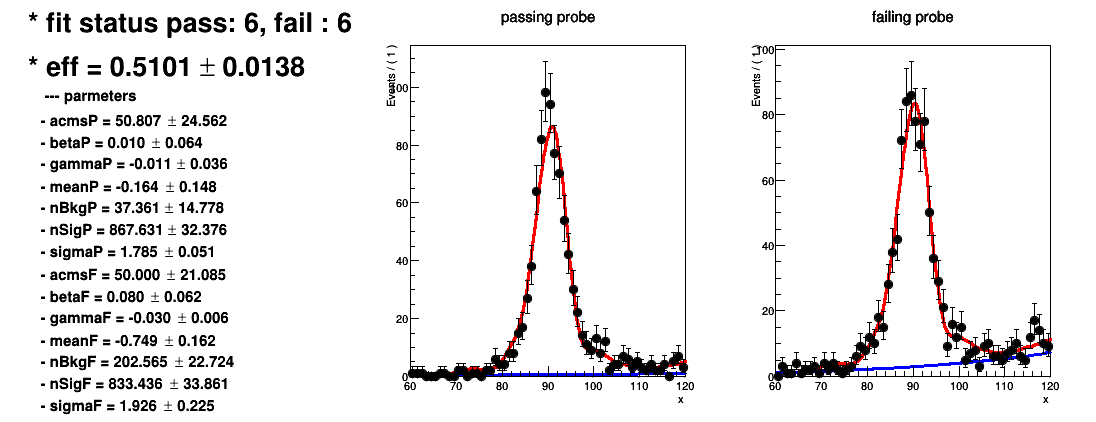 * fit status pass: 6, fail : 6
* eff = 0.5101 ± 0.0138
--- parmeters
- acmsP = 50.807 ± 24.562
- betaP = 0.010 ± 0.064
- gammaP = -0.011 ± 0.036
- meanP = -0.164 ± 0.148
- nBkgP = 37.361 ± 14.778
- nSigP = 867.631 ± 32.376
- sigmaP = 1.785 ± 0.051
- acmsF = 50.000 ± 21.085
- betaF = 0.080 ± 0.062
- gammaF = -0.030 ± 0.006
- meanF = -0.749 ± 0.162
- nBkgF = 202.565 ± 22.724
- nSigF = 833.436 ± 33.861
- sigmaF = 1.926 ± 0.225
passing probe
Events / ( 1 )
100
80
60
40
20
0
60 70 80 90 100 110 120
x
failing probe
Events / ( 1 )
100
80
60
40
20
0
60 70 80 90 100 110 120
x